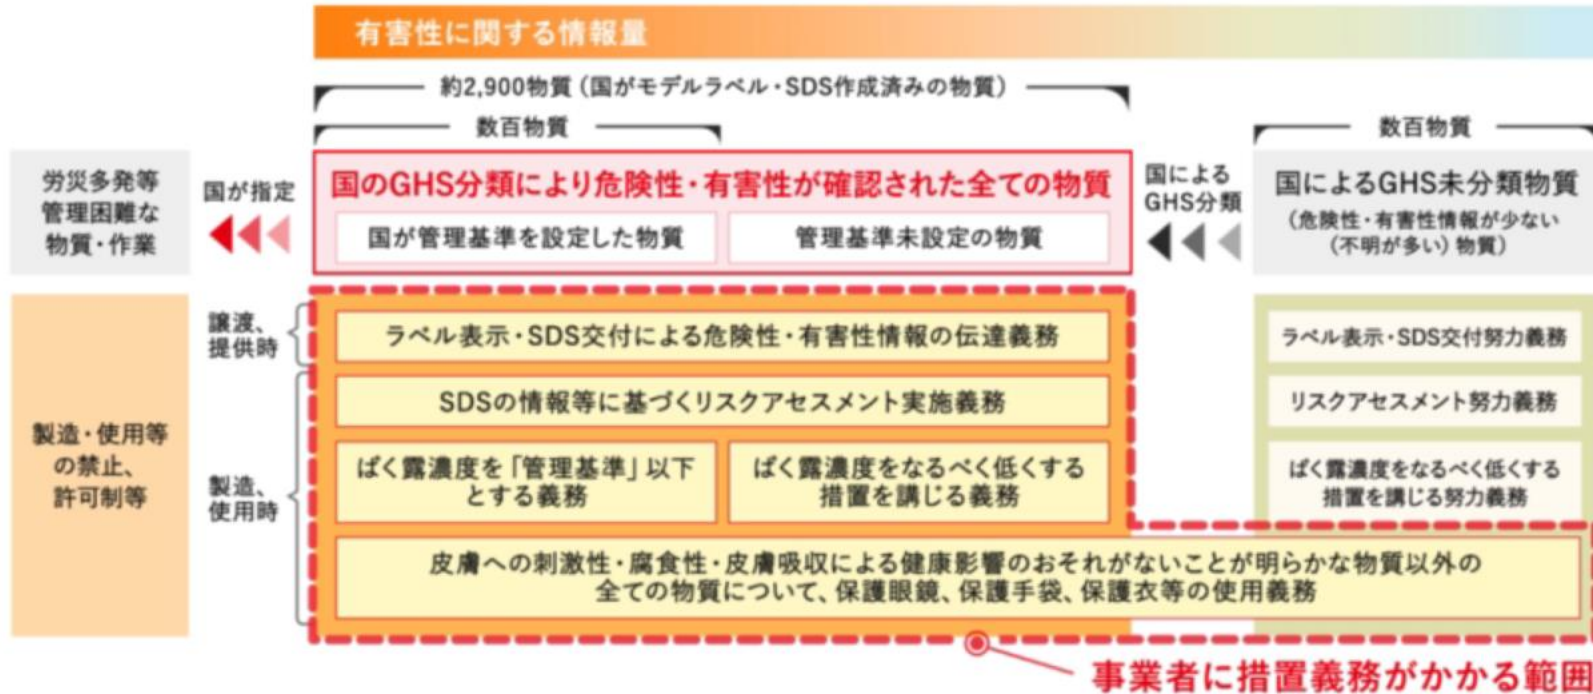 有害性に関する情報量
約2,900物質（国がモデルラベル・SDS作成済みの物質）
数百物質
数百物質
労災多発等
管理困難な
物質・作業
国が指定
国のGHS分類により危険性・有害性が確認された全ての物質
国が管理基準を設定した物質
管理基準未設定の物質
国による
GHS分類
国によるGHS未分類物質
（危険性・有害性情報が少ない
（不明が多い）物質）
製造・使用等
の禁止、
許可制等
譲渡、
提供時
ラベル表示・SDS交付による危険性・有害性情報の伝達義務
ラベル表示・SDS交付努力義務
製造、
使用時
SDSの情報等に基づくリスクアセスメント実施義務
リスクアセスメント努力義務
ばく露濃度を「管理基準」以下
とする義務
ばく露濃度をなるべく低くする
措置を講じる義務
ばく露濃度をなるべく低くする
措置を講じる努力義務
皮膚への刺激性・腐食性・皮膚吸収による健康影響のおそれがないことが明らかな物質以外の
全ての物質について、保護眼鏡、保護手袋、保護衣等の使用義務
事業者に措置義務がかかる範囲